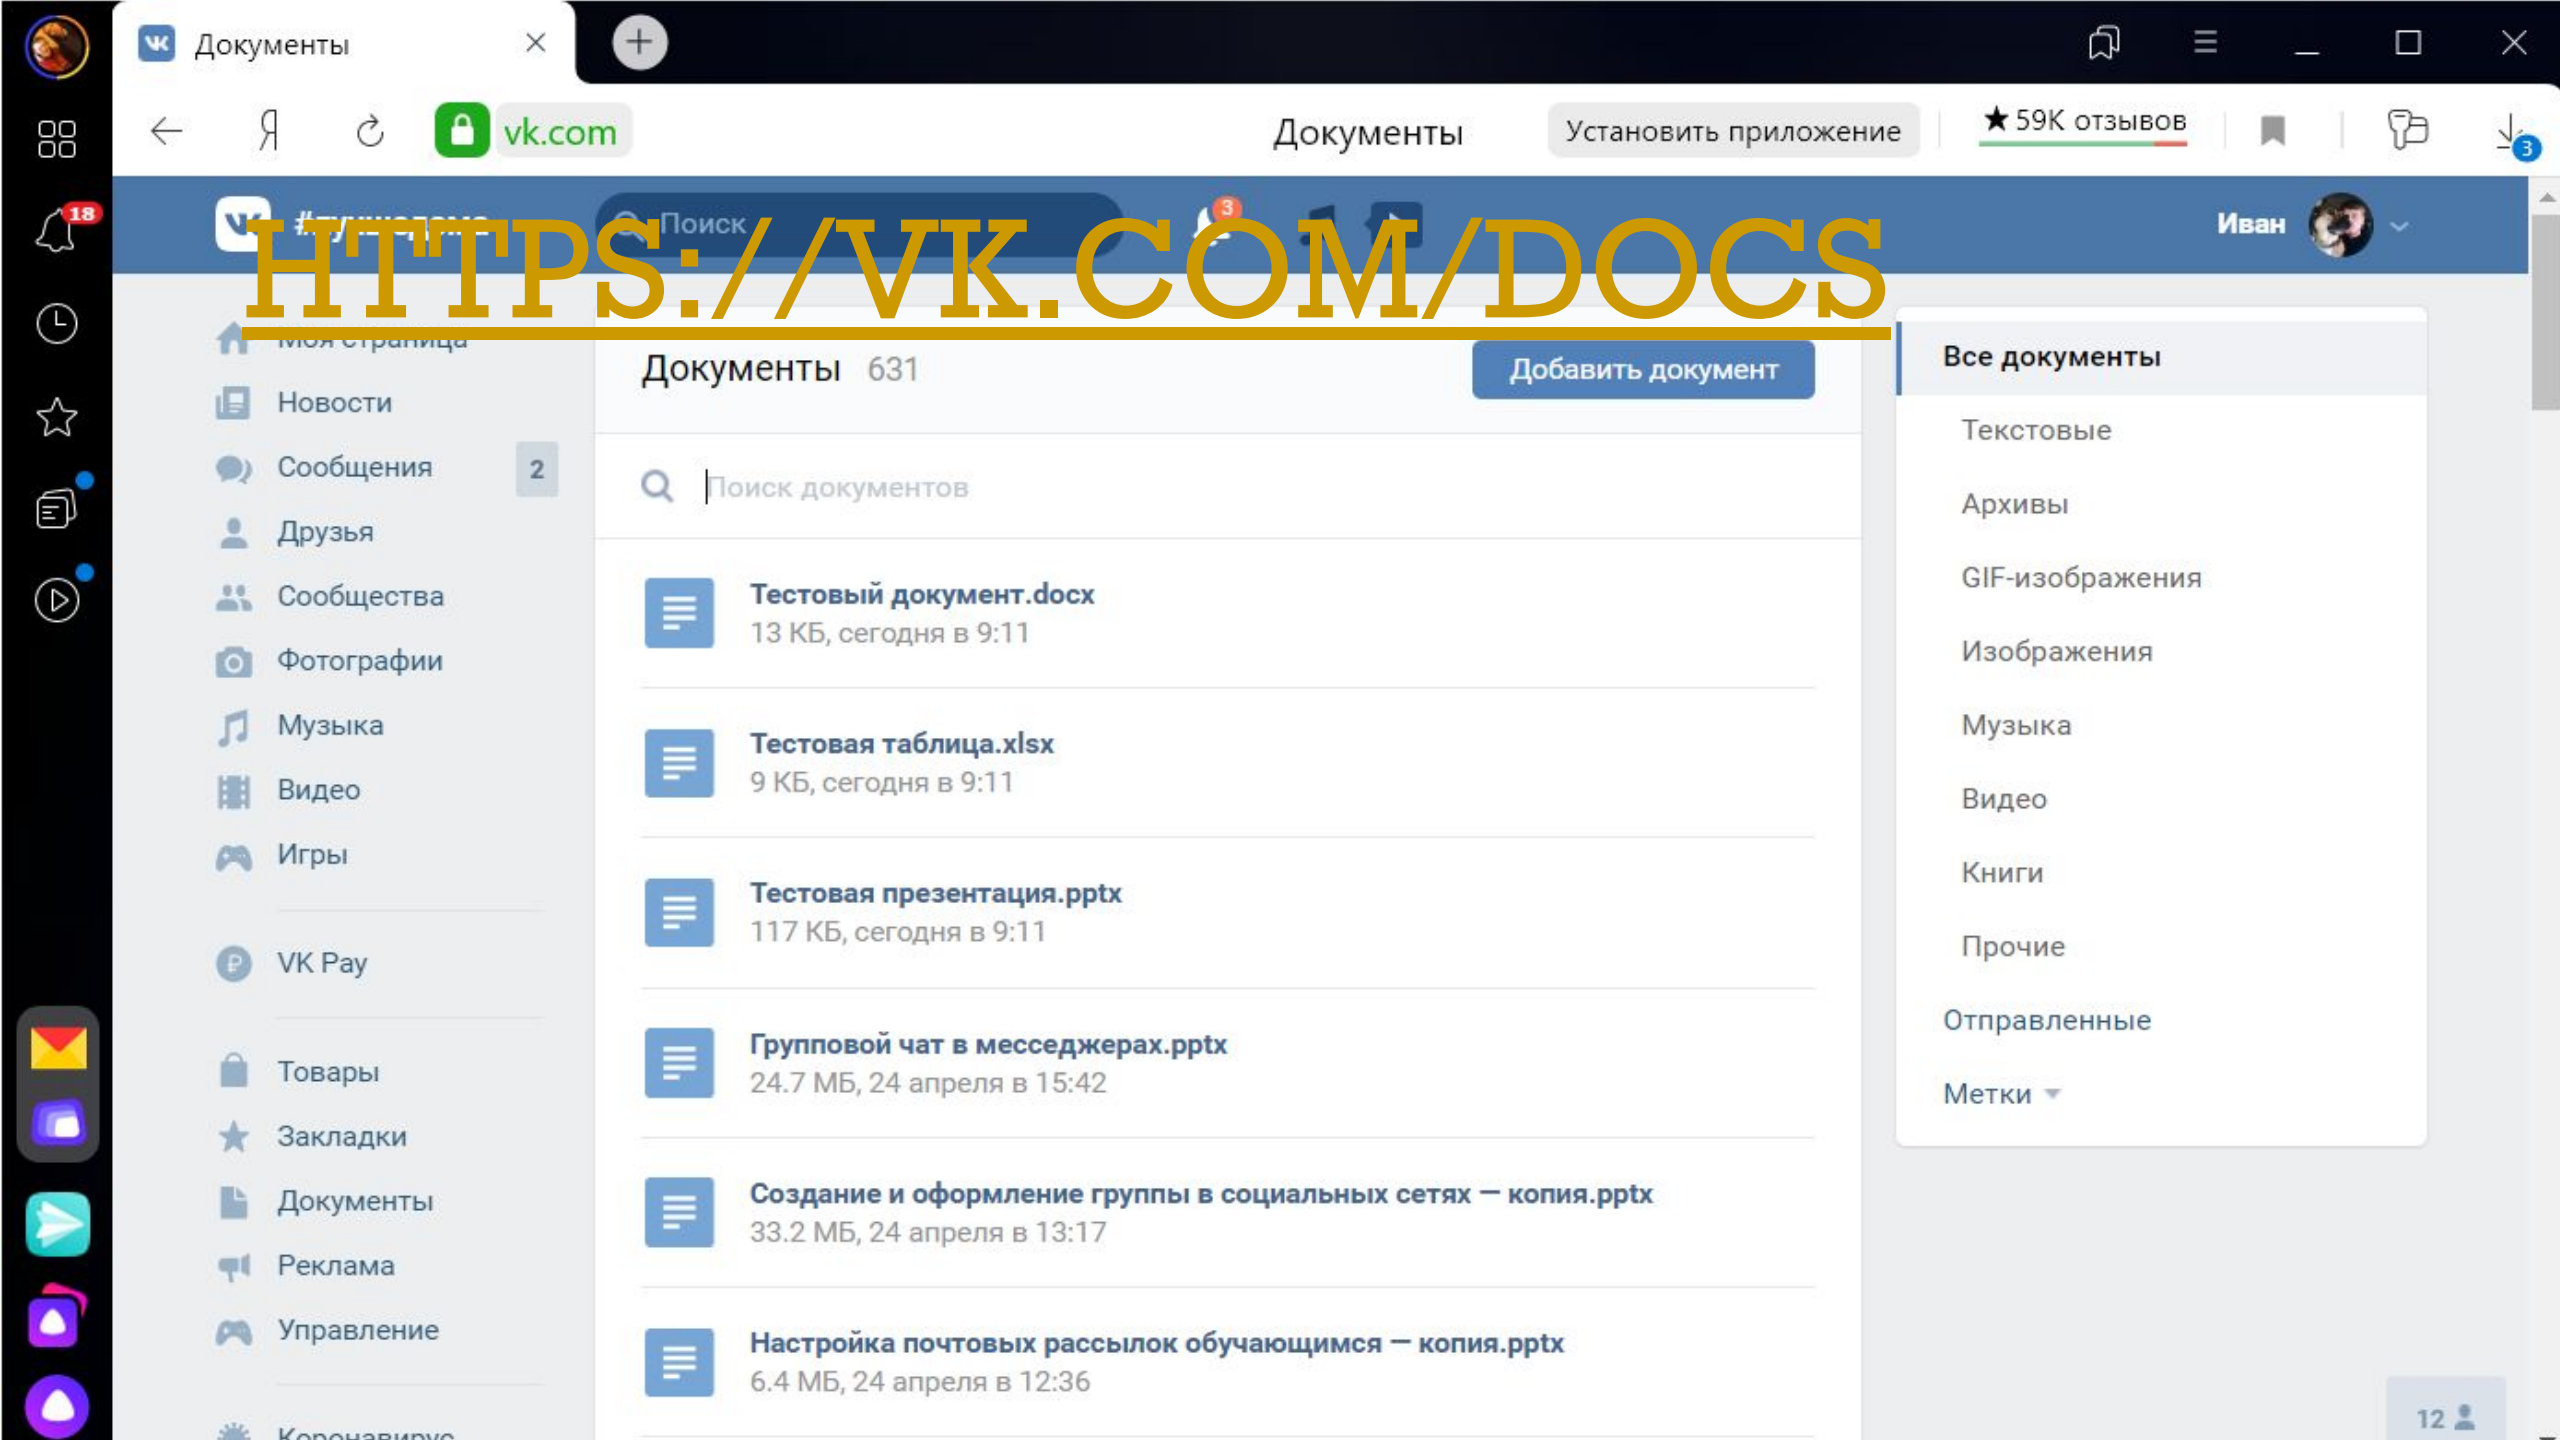 Документы
vk.com
Документы
Установить приложение
★ 59K отзывов
3
18
Поиск
3
Иван
HTTPS://VK.COM/DOCS
Моя страница
Новости
Сообщения 2
Друзья
Сообщества
Фотографии
Музыка
Видео
Игры
VK Pay
Товары
Закладки
Документы
Реклама
Управление
Коронавирус
Документы 631
Добавить документ
Поиск документов
Тестовый документ.docx
13 КБ, сегодня в 9:11
Тестовая таблица.xlsx
9 КБ, сегодня в 9:11
Тестовая презентация.pptx
117 КБ, сегодня в 9:11
Групповой чат в месседжерах.pptx
24.7 МБ, 24 апреля в 15:42
Создание и оформление группы в социальных сетях — копия.pptx
33.2 МБ, 24 апреля в 13:17
Настройка почтовых рассылок обучающимся — копия.pptx
6.4 МБ, 24 апреля в 12:36
Все документы
Текстовые
Архивы
GIF-изображения
Изображения
Музыка
Видео
Книги
Прочие
Отправленные
Метки
12